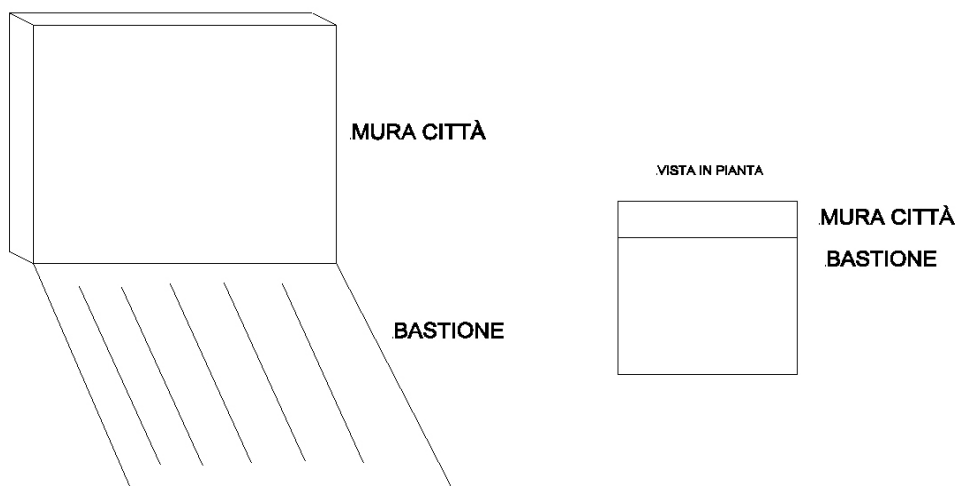 MURA CITTÀ
BASTIONE
VISTA IN PIANTA
MURA CITTÀ
BASTIONE